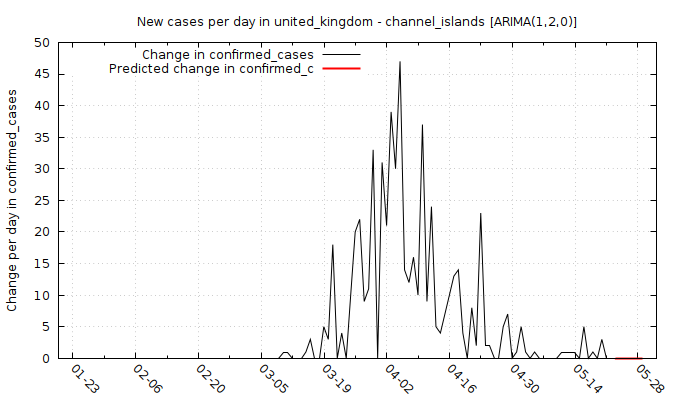 New cases per day in united_kingdom - channel_islands [ARIMA(1,2,0)]
Change in confirmed_cases
Predicted change in confirmed_c
Change per day in confirmed_cases
50
45
40
35
30
25
20
15
10
5
0
01-23 02-06 02-20 03-05 03-19 04-02 04-16 04-30 05-14 05-28